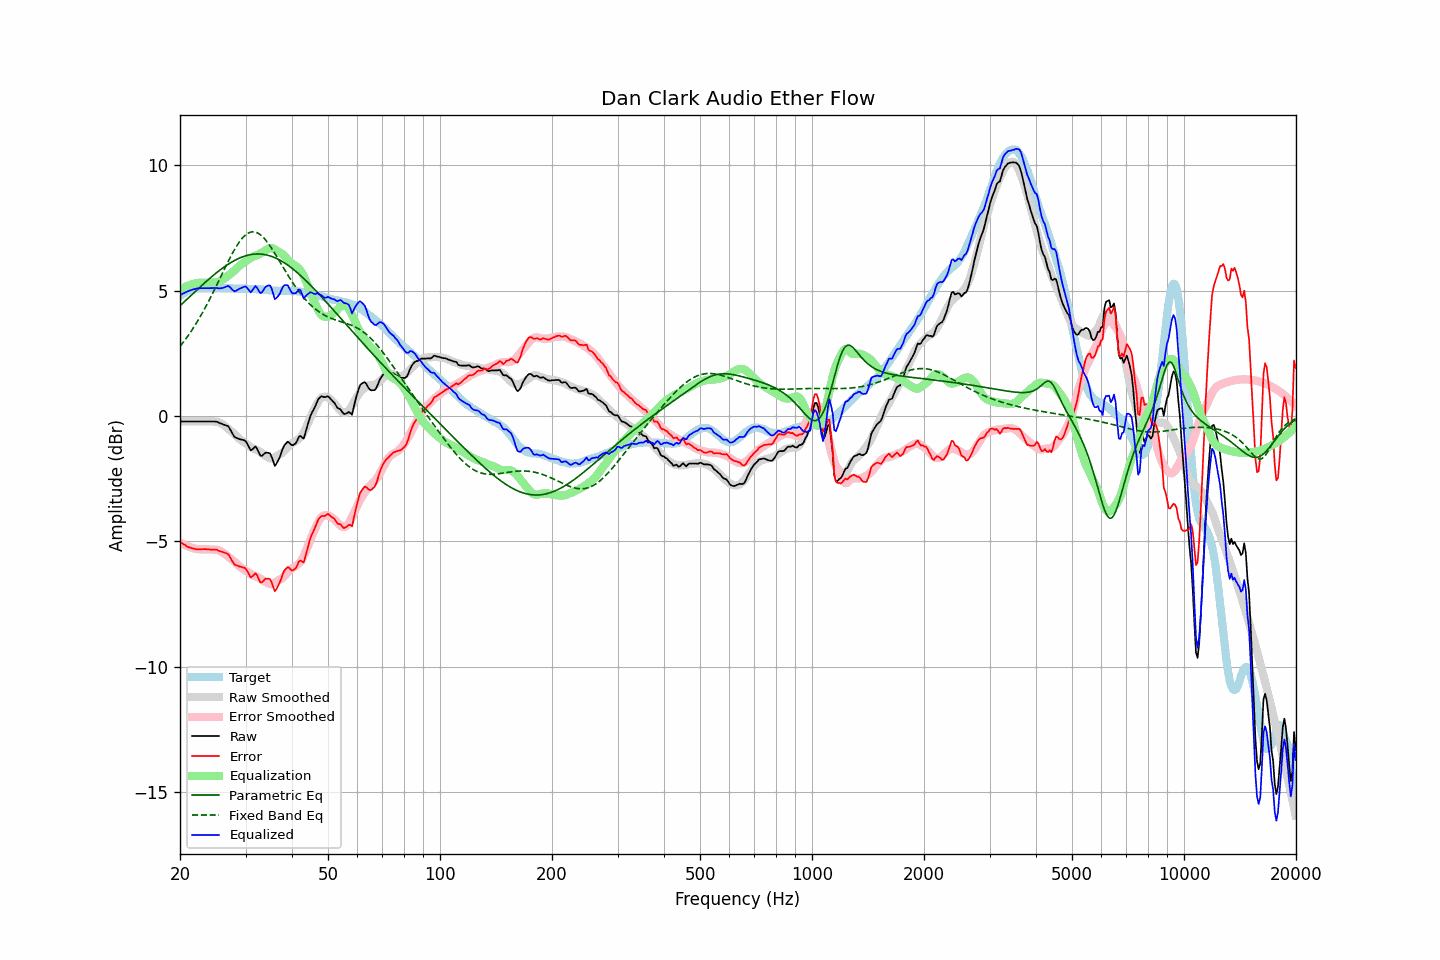 Dan Clark Audio Ether Flow
Amplitude (dBr)
10
5
0
−5
−10
−15
Target
Raw Smoothed
Error Smoothed
Raw
Error
Equalization
Parametric Eq
Fixed Band Eq
Equalized
20 50 100 200 500 1000 2000 5000 10000 20000
Frequency (Hz)